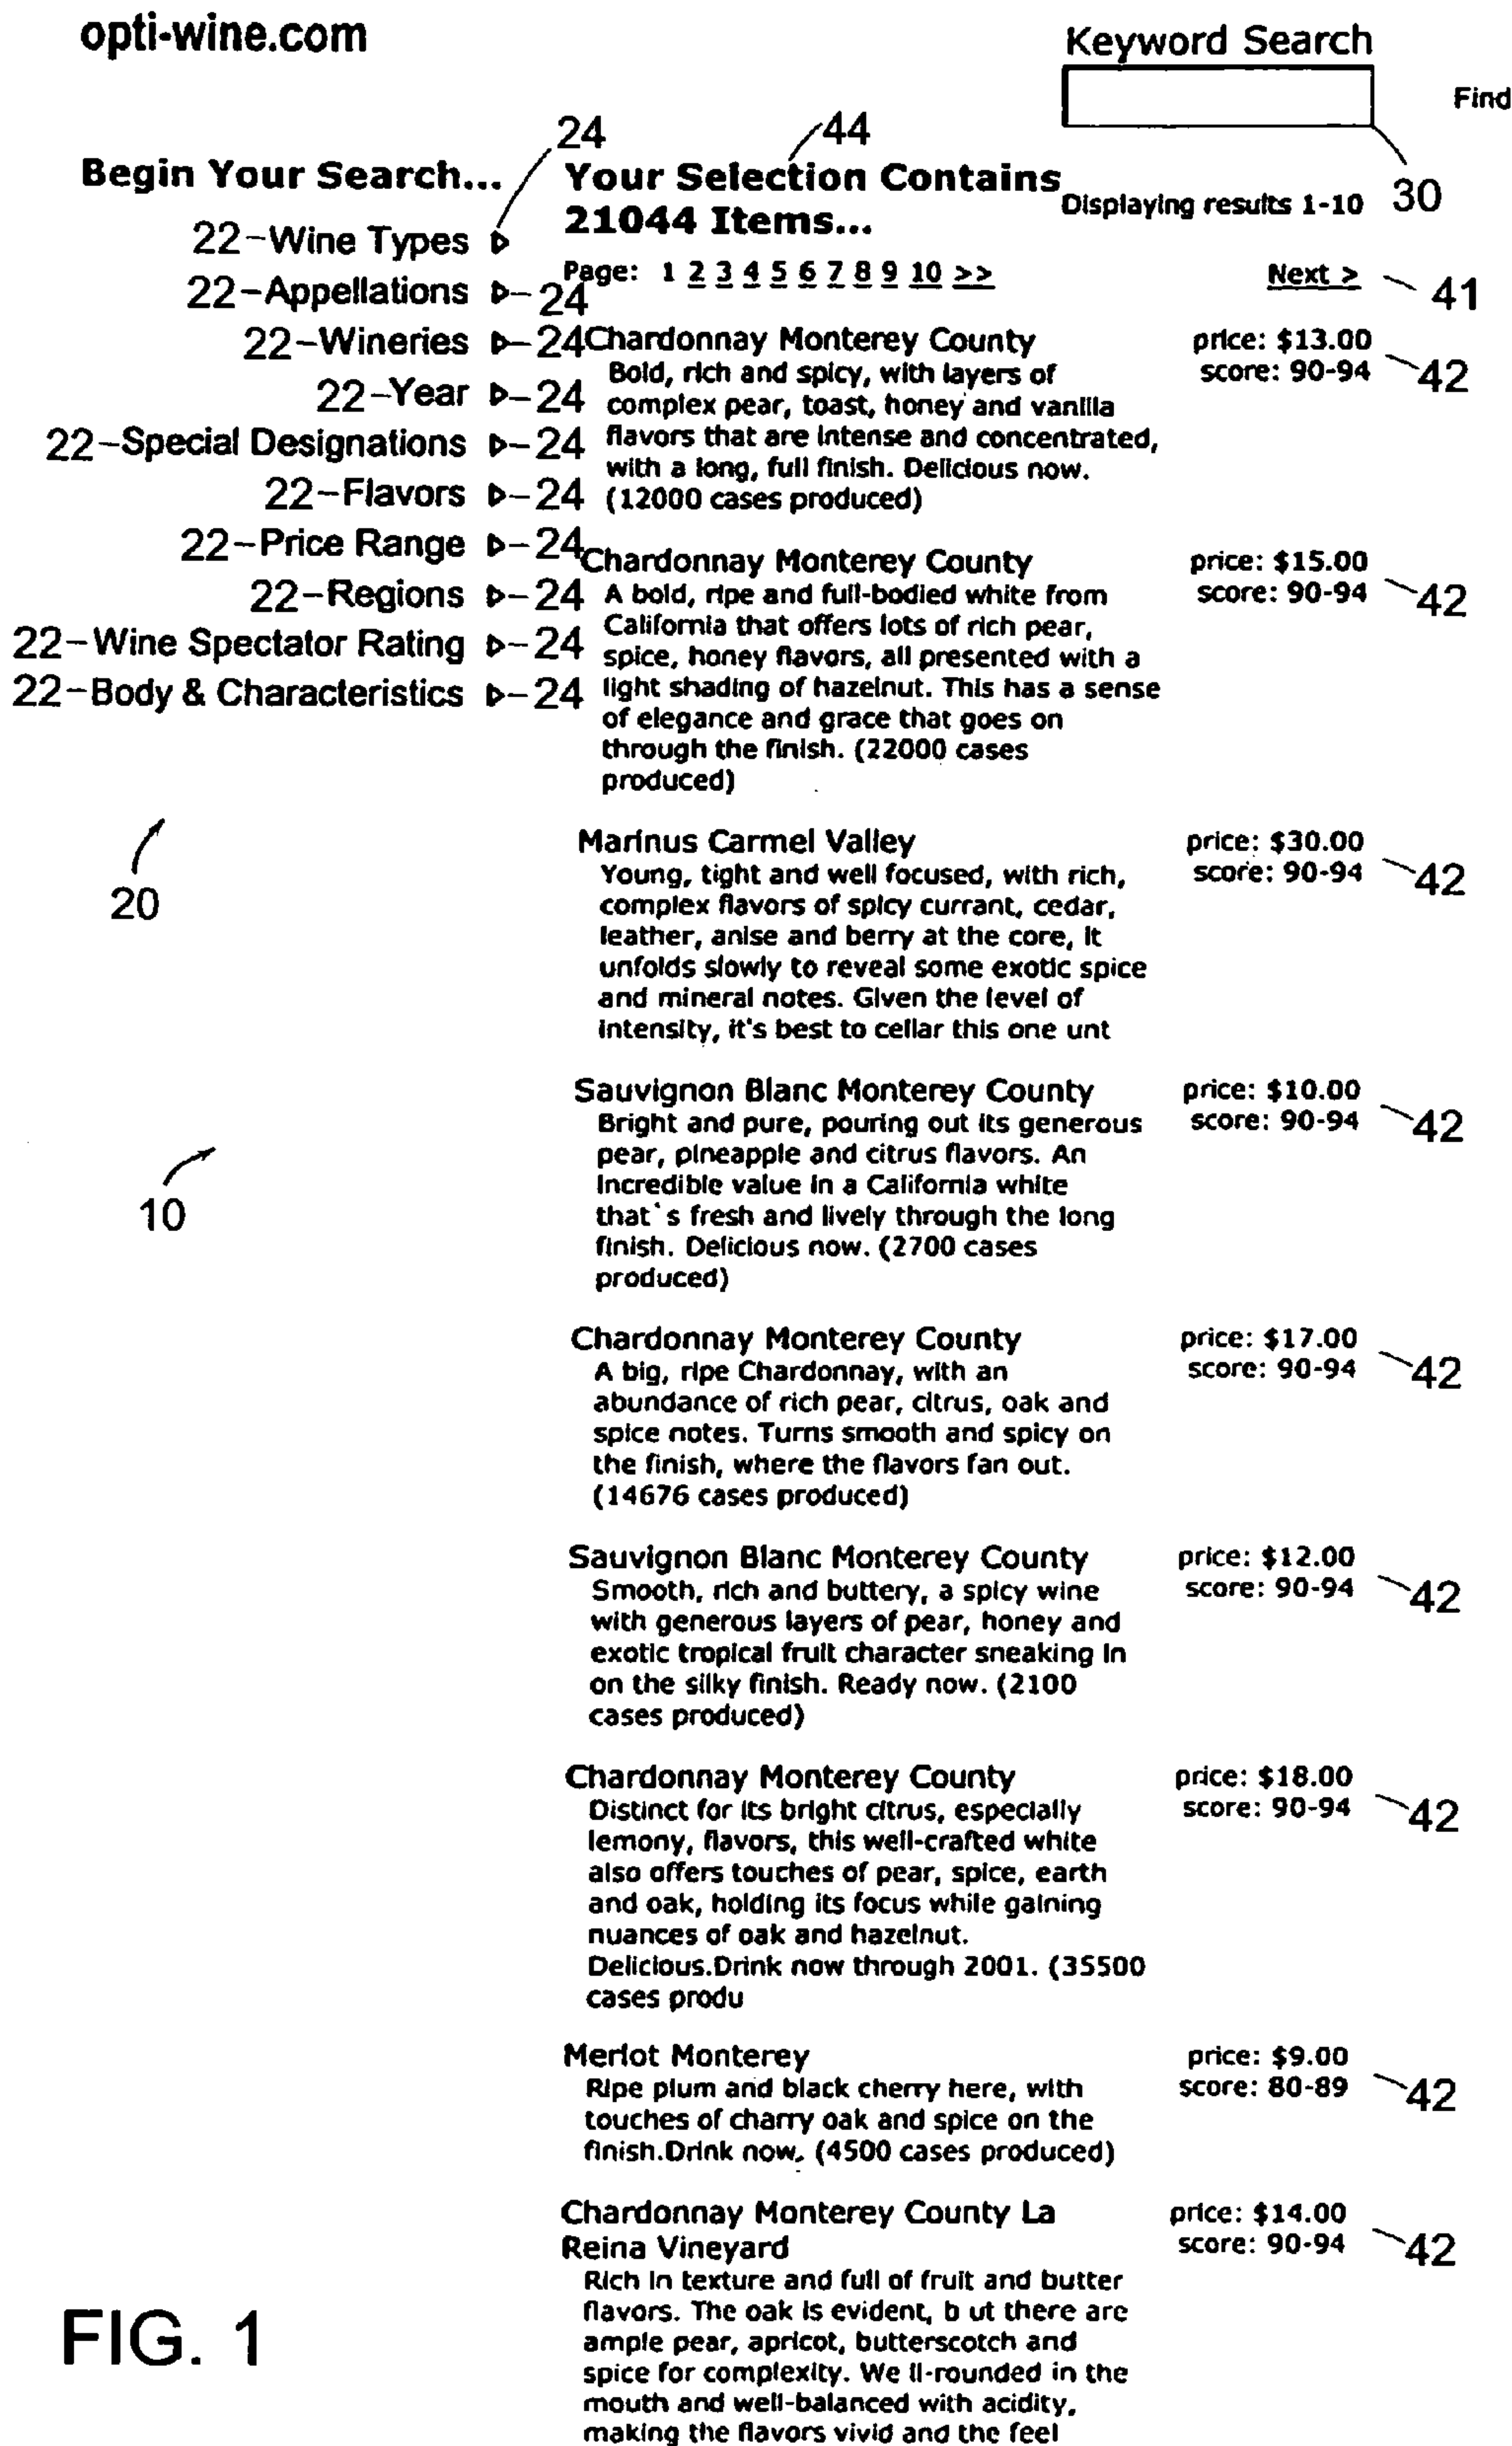 opti-wine.com
Keyword Search
Find
30
24
44
Begin Your Search...
22-Wine Types
22-Appellations -24
22-Wineries -24
22-Year -24
22-Special Designations -24
22-Flavors -24
22-Price Range -24
22-Regions -24
22-Wine Spectator Rating -24
22-Body & Characteristics -24
20
10
Your Selection Contains
21044 Items...
Displaying results 1-10
Page: 1 2 3 4 5 6 7 8 9 10 >>
Next >
41
Chardonnay Monterey County
price: $13.00
score: 90-94
42
Bold, rich and spicy, with layers of
complex pear, toast, honey and vanilla
flavors that are intense and concentrated,
with a long, full finish. Delicious now.
(12000 cases produced)
Chardonnay Monterey County
price: $15.00
score: 90-94
42
A bold, ripe and full-bodied white from
California that offers lots of rich pear,
spice, honey flavors, all presented with a
light shading of hazelnut. This has a sense
of elegance and grace that goes on
through the finish. (22000 cases
produced)
Marinus Carmel Valley
price: $30.00
score: 90-94
42
Young, tight and well focused, with rich,
complex flavors of spicy currant, cedar,
leather, anise and berry at the core, it
unfolds slowly to reveal some exotic spice
and mineral notes. Given the level of
intensity, it's best to cellar this one unt
Sauvignon Blanc Monterey County
price: $10.00
score: 90-94
42
Bright and pure, pouring out its generous
pear, pineapple and citrus flavors. An
incredible value in a California white
that`s fresh and lively through the long
finish. Delicious now. (2700 cases
produced)
Chardonnay Monterey County
price: $17.00
score: 90-94
42
A big, ripe Chardonnay, with an
abundance of rich pear, citrus, oak and
spice notes. Turns smooth and spicy on
the finish, where the flavors fan out.
(14676 cases produced)
Sauvignon Blanc Monterey County
price: $12.00
score: 90-94
42
Smooth, rich and buttery, a spicy wine
with generous layers of pear, honey and
exotic tropical fruit character sneaking in
on the silky finish. Ready now. (2100
cases produced)
Chardonnay Monterey County
price: $18.00
score: 90-94
42
Distinct for its bright citrus, especially
lemony, flavors, this well-crafted white
also offers touches of pear, spice, earth
and oak, holding its focus while gaining
nuances of oak and hazelnut.
Delicious.Drink now through 2001. (35500
cases produ
Merlot Monterey
price: $9.00
score: 80-89
42
Ripe plum and black cherry here, with
touches of charry oak and spice on the
finish.Drink now. (4500 cases produced)
Chardonnay Monterey County La
Reina Vineyard
price: $14.00
score: 90-94
42
Rich in texture and full of fruit and butter
flavors. The oak is evident, b ut there are
ample pear, apricot, butterscotch and
spice for complexity. We ll-rounded in the
mouth and well-balanced with acidity,
making the flavors vivid and the feel
FIG. 1